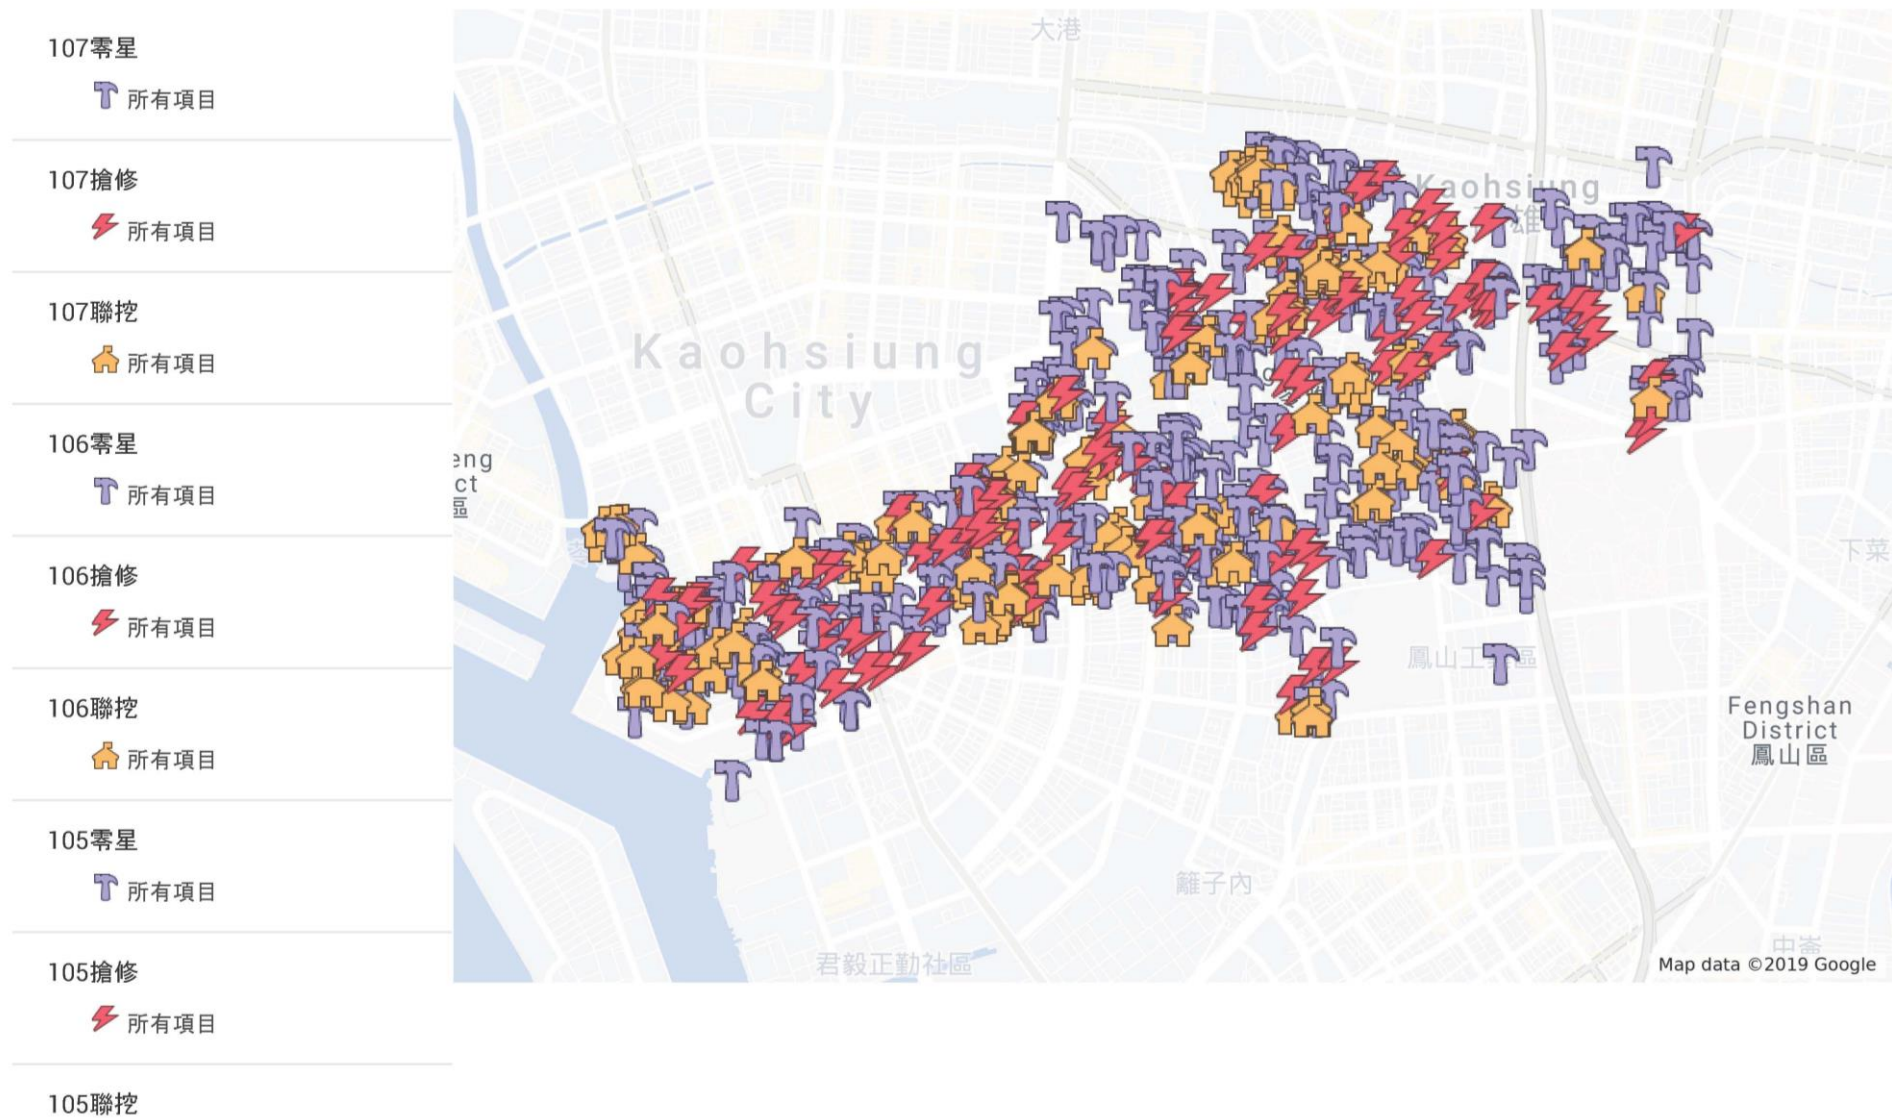 107零星
所有項目
107搶修
所有項目
107聯挖
所有項目
106零星
所有項目
106搶修
所有項目
106聯挖
所有項目
105零星
所有項目
105搶修
所有項目
105聯挖
大港
Kaohsiung
雄
Kaohsiung
City
eng
ct
區
下菜
Fengshan
District
鳳山區
籬子內
君毅正勤社區
中崙
Map data ©2019 Google